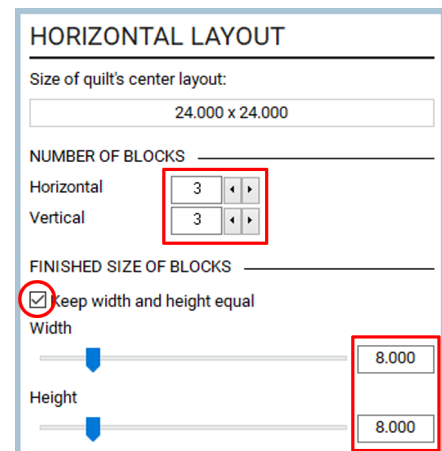 HORIZONTAL LAYOUT
Size of quilt's center layout:
24.000 x 24.000
NUMBER OF BLOCKS
Horizontal 3
Vertical 3
FINISHED SIZE OF BLOCKS
Keep width and height equal
Width
8.000
Height
8.000